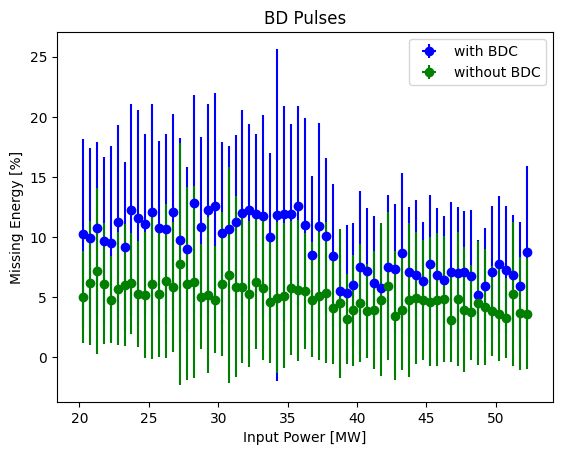 BD Pulses
with BDC
without BDC
Missing Energy [%]
25
20
15
10
5
0
20 25 30 35 40 45 50
Input Power [MW]